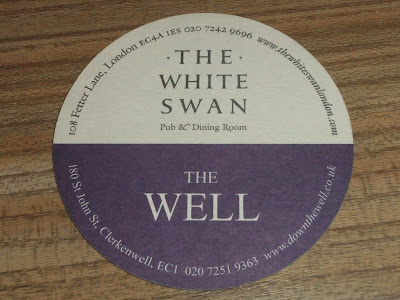 108 Fetter Lane, London EC4A 1ES 020 7242 9696 www.thewhiteswanlondon.com
· THE ·
WHITE
SWAN
Pub & Dining Room
THE
WELL
180 St John St, Clerkenwell, EC1 020 7251 9363 www.downthewell.co.uk